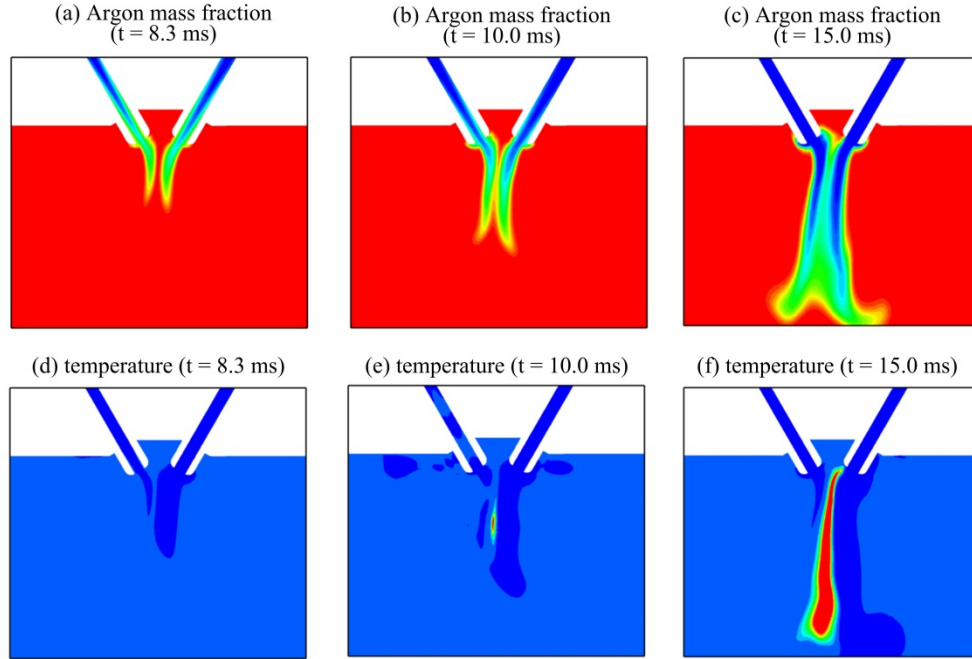 (a) Argon mass fraction
(t = 8.3 ms)
(b) Argon mass fraction
(t = 10.0 ms)
(c) Argon mass fraction
(t = 15.0 ms)
(d) temperature (t = 8.3 ms)
(e) temperature (t = 10.0 ms)
(f) temperature (t = 15.0 ms)